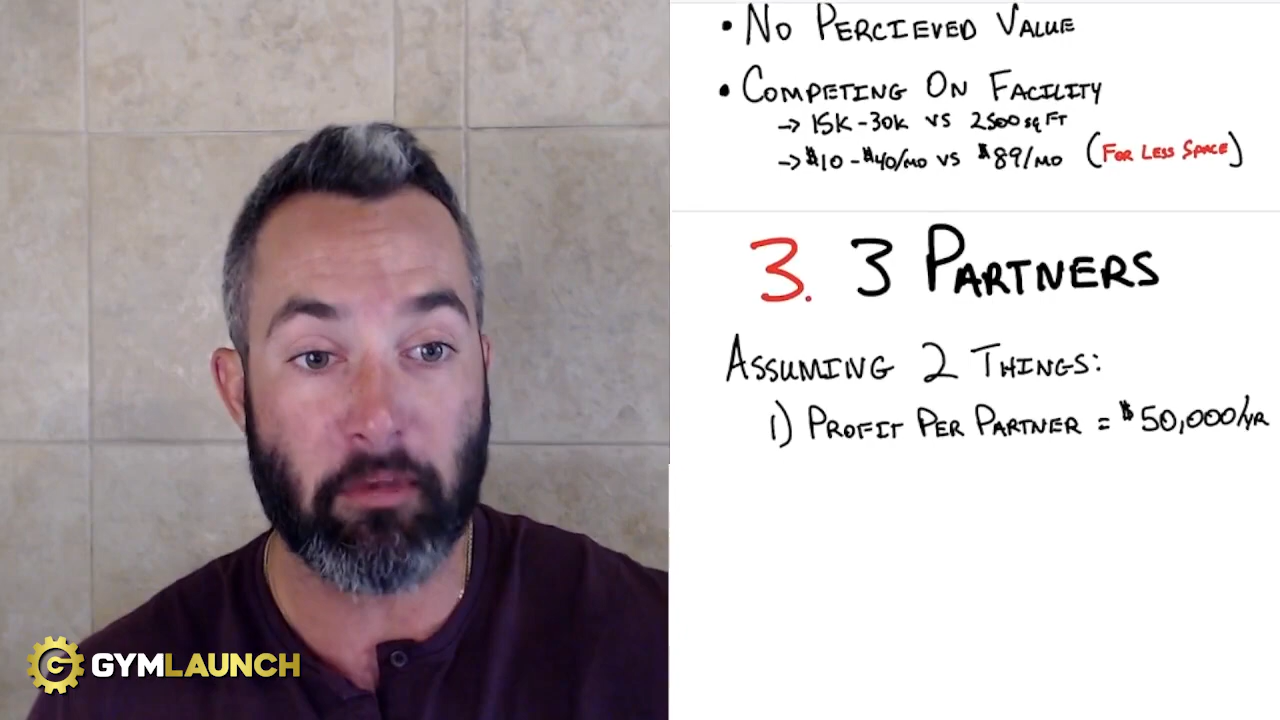 • No Percieved Value
• Competing On Facility
→ 15K - 30K vs 2500 sq ft
→ $10 - $40/mo vs $89/mo (For Less Space)
3. 3 Partners
Assuming 2 Things:
1) Profit Per Partner = $50,000/yr
G GYMLAUNCH